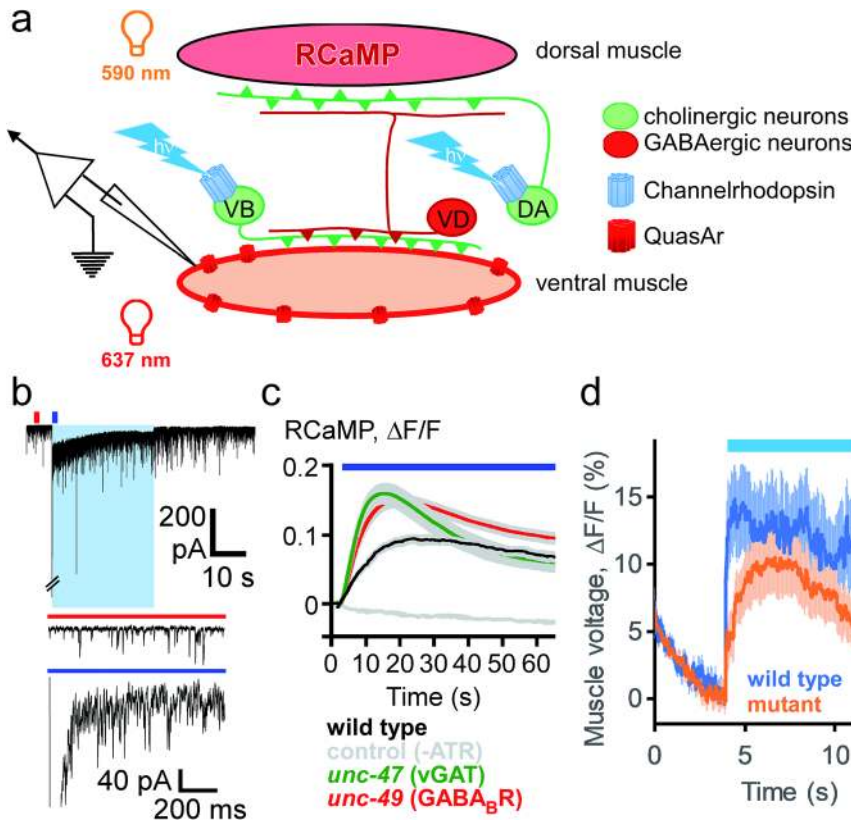 a
RCaMP
dorsal muscle
590 nm
cholinergic neurons
GABAergic neurons
hν
hν
Channelrhodopsin
VB
VD
DA
QuasAr
ventral muscle
637 nm
b
200
pA
10 s
40 pA
200 ms
c
RCaMP, ΔF/F
0.2
0.1
0
10 20 30 40 50 60
Time (s)
wild type
control (-ATR)
unc-47 (vGAT)
unc-49 (GABABR)
d
Muscle voltage, ΔF/F (%)
15
10
5
0
wild type
mutant
0 5 10
Time (s)